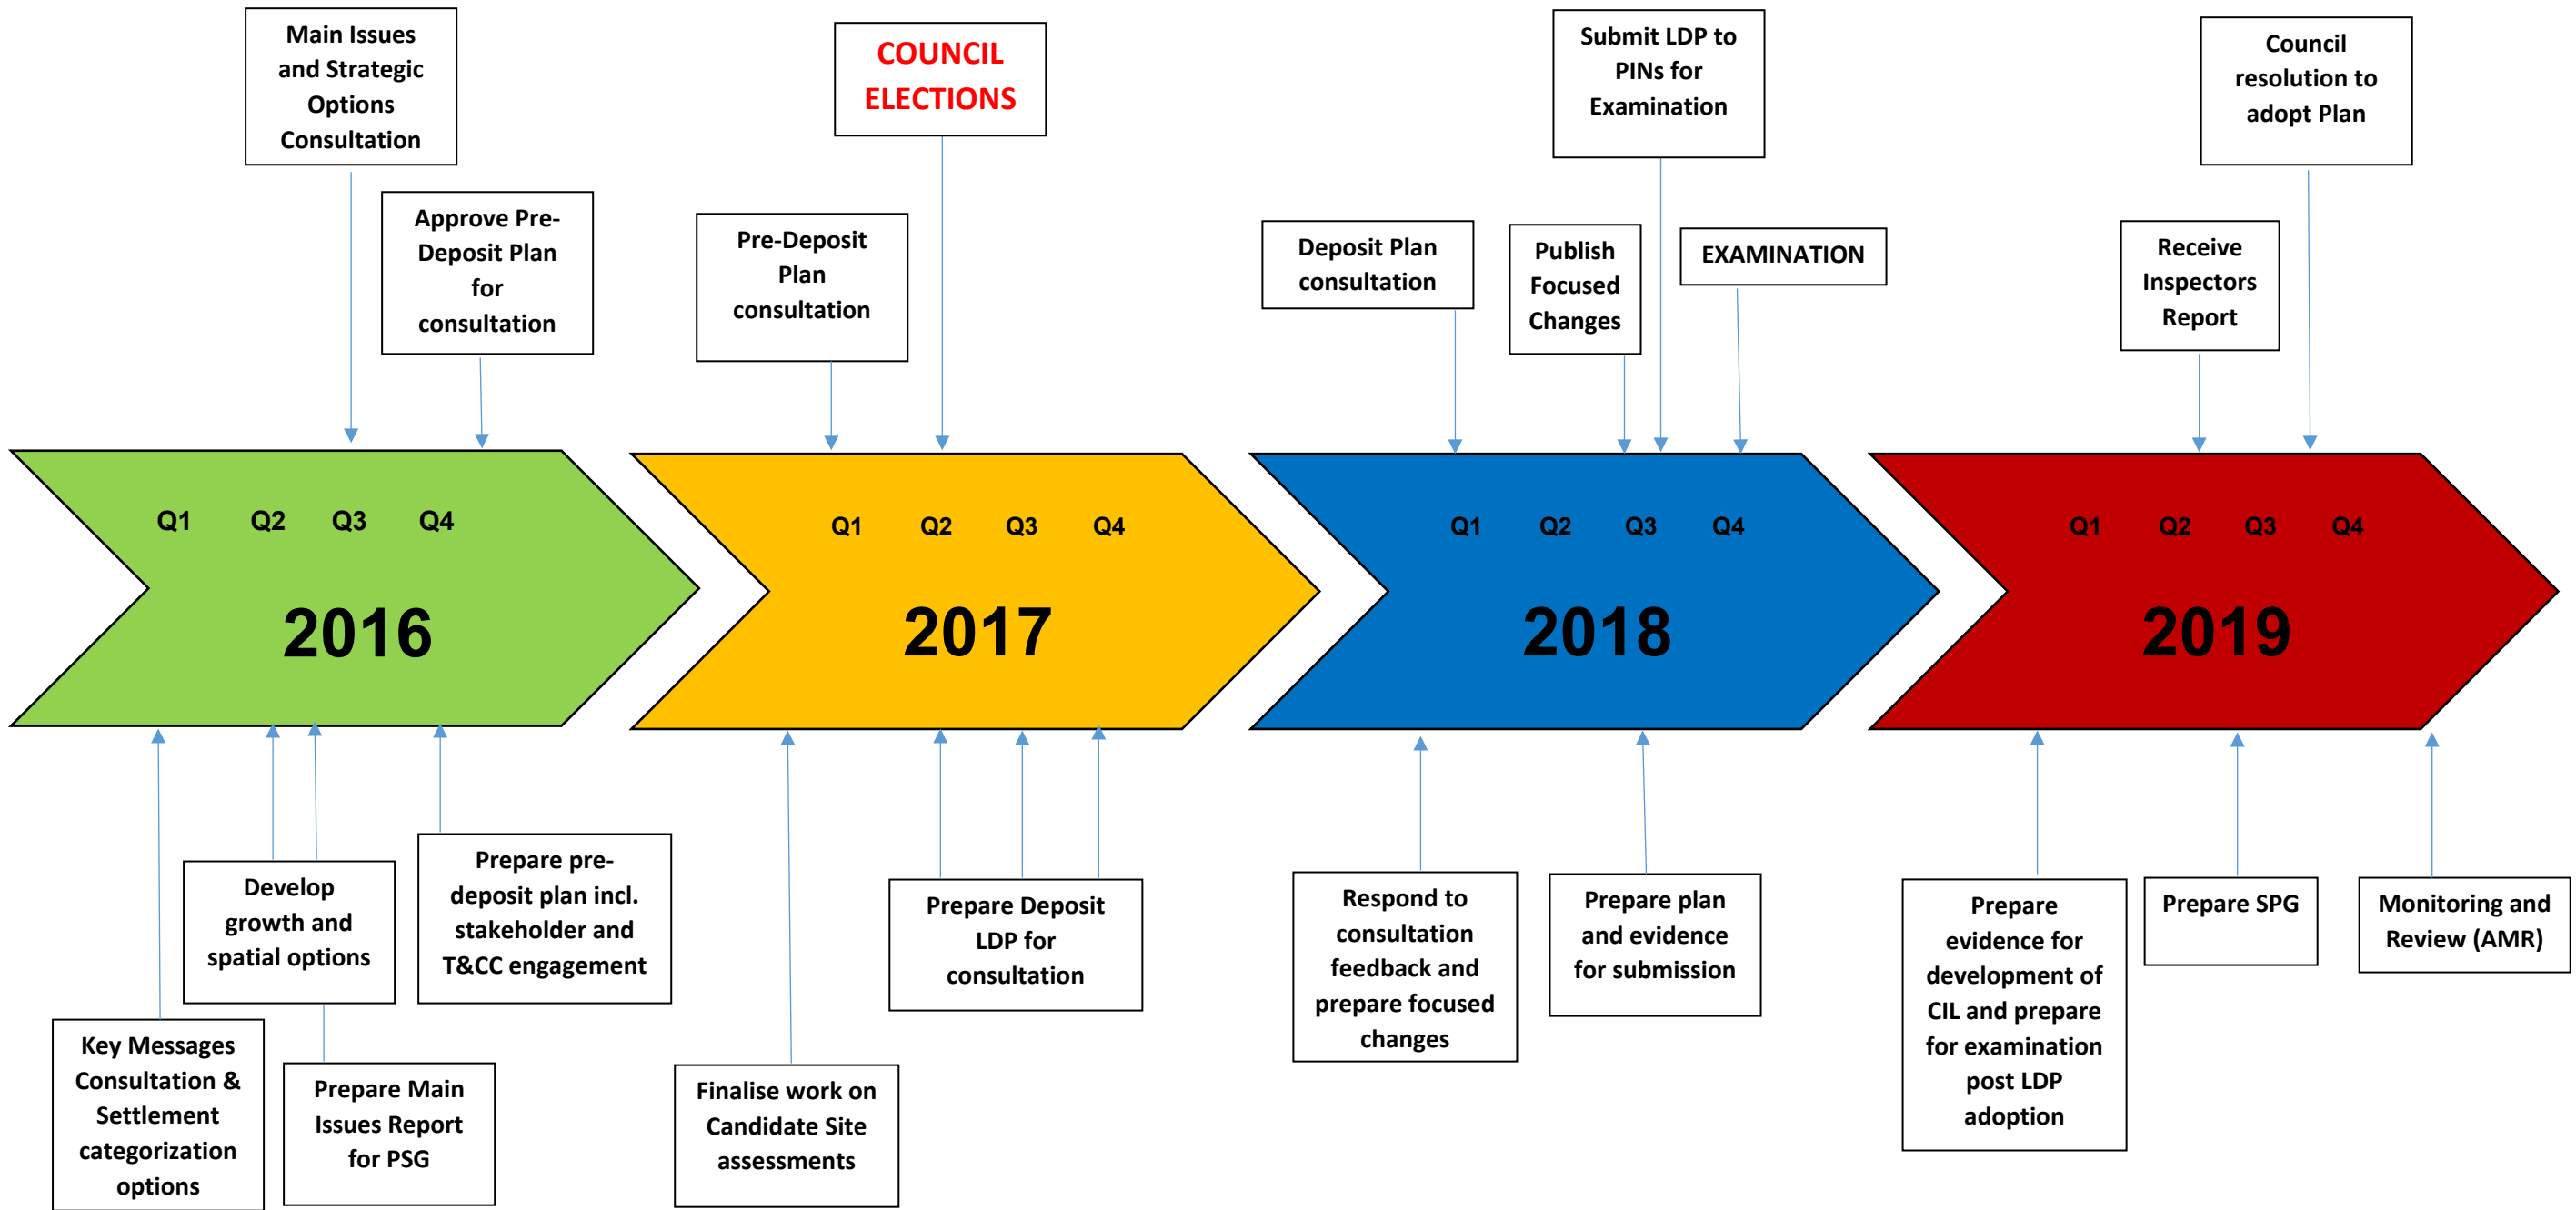 Main Issues
and Strategic
Options
Consultation
COUNCIL
ELECTIONS
Submit LDP to
PINs for
Examination
Council
resolution to
adopt Plan
Approve Pre-
Deposit Plan
for
consultation
Pre-Deposit
Plan
consultation
Deposit Plan
consultation
Publish
Focused
Changes
EXAMINATION
Receive
Inspectors
Report
Q1 Q2 Q3 Q4
2016
Q1 Q2 Q3 Q4
2017
Q1 Q2 Q3 Q4
2018
Q1 Q2 Q3 Q4
2019
Key Messages
Consultation &
Settlement
categorization
options
Develop
growth and
spatial options
Prepare Main
Issues Report
for PSG
Prepare pre-
deposit plan incl.
stakeholder and
T&CC engagement
Finalise work on
Candidate Site
assessments
Prepare Deposit
LDP for
consultation
Respond to
consultation
feedback and
prepare focused
changes
Prepare plan
and evidence
for submission
Prepare
evidence for
development of
CIL and prepare
for examination
post LDP
adoption
Prepare SPG
Monitoring and
Review (AMR)